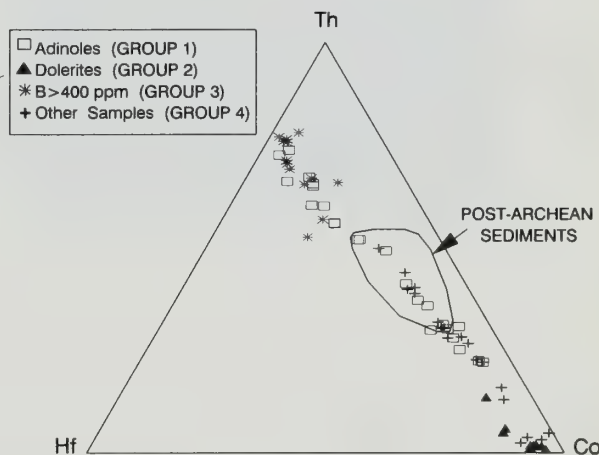 Th
Adinoles (GROUP 1)
Dolerites (GROUP 2)
B>400 ppm (GROUP 3)
Other Samples (GROUP 4)
POST-ARCHEAN
SEDIMENTS
Hf
Co